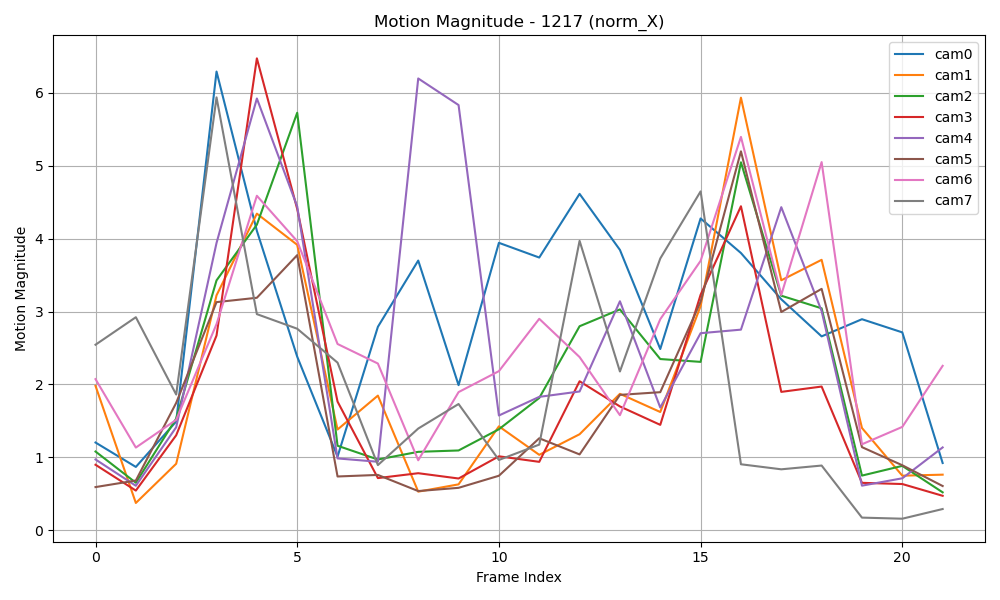 Motion Magnitude - 1217 (norm_X)
cam0
cam1
cam2
cam3
cam4
cam5
cam6
cam7
Motion Magnitude
6
5
4
3
2
1
0
0 5 10 15 20
Frame Index